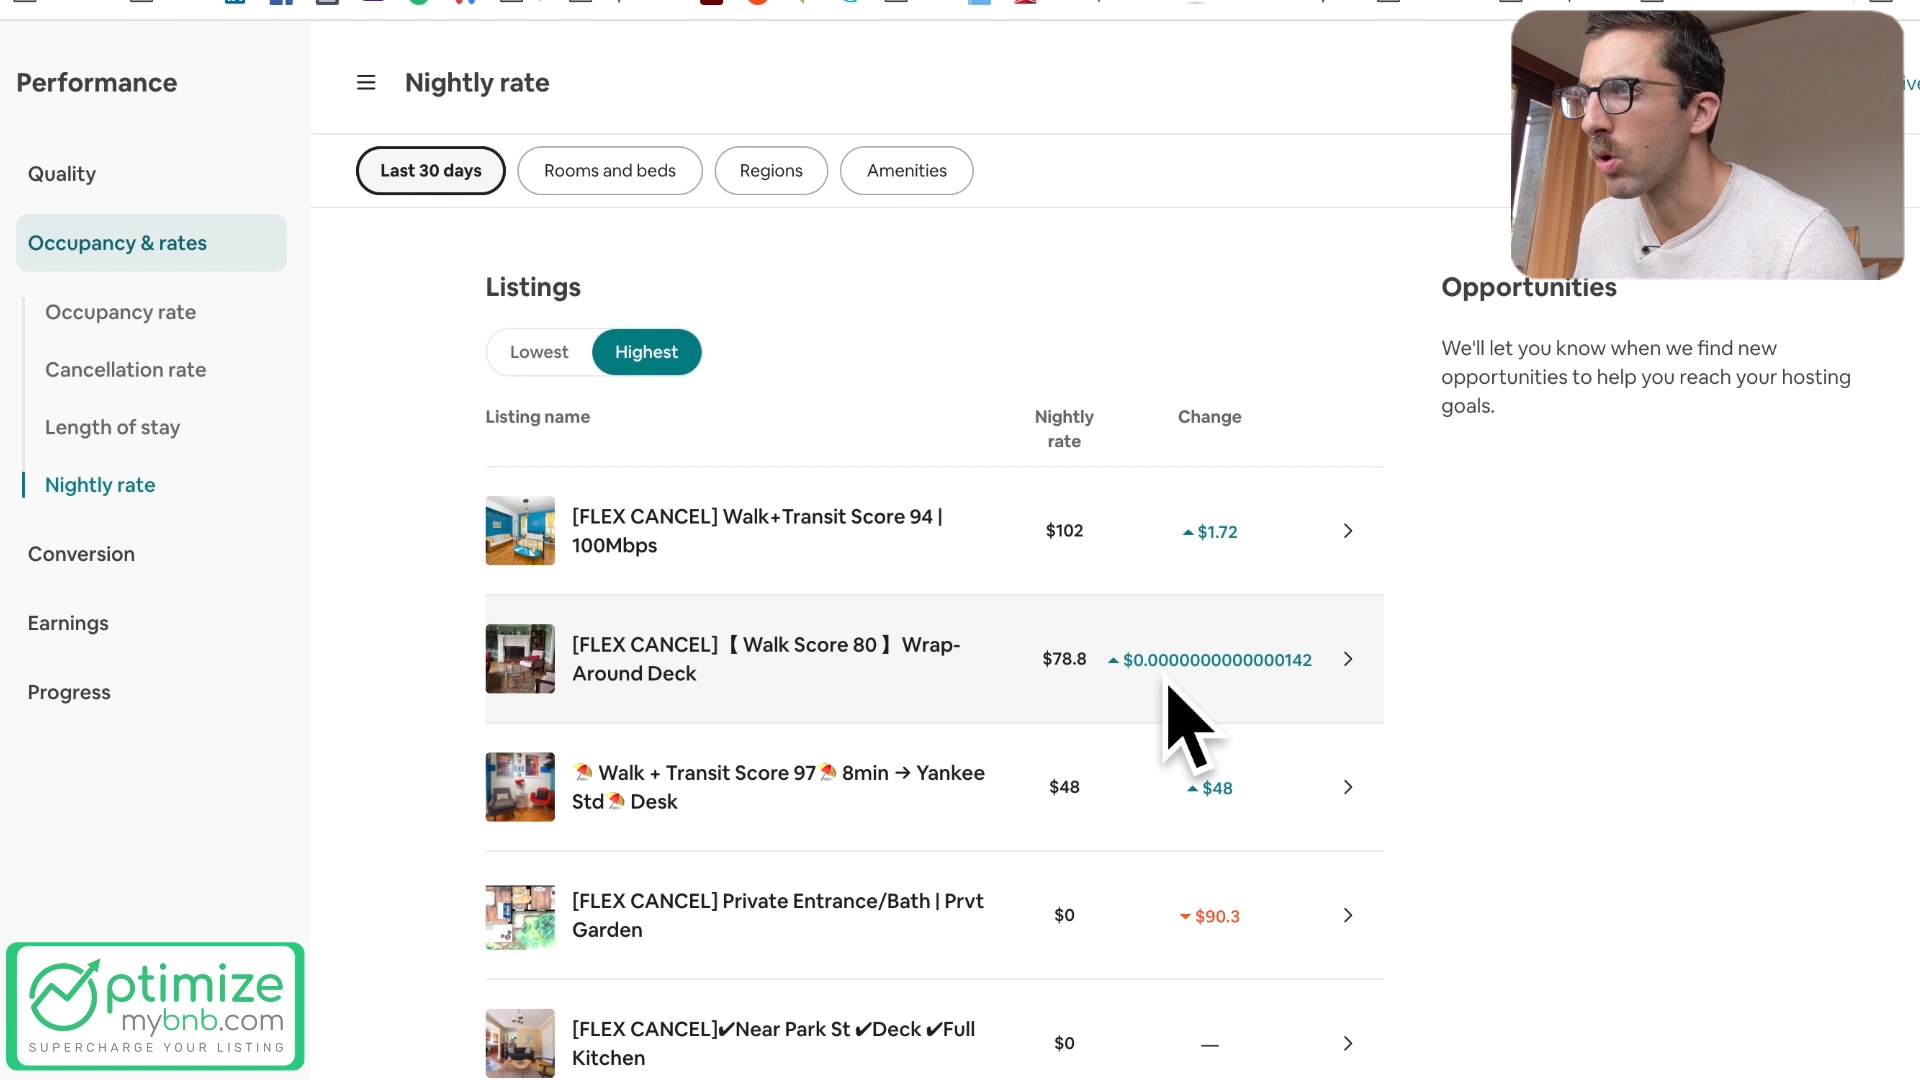 Performance
Nightly rate
Quality
Last 30 days
Rooms and beds
Regions
Amenities
Occupancy & rates
Occupancy rate
Cancellation rate
Length of stay
Nightly rate
Conversion
Earnings
Progress
Listings
Lowest
Highest
Listing name
Nightly
rate
Change
[FLEX CANCEL] Walk+Transit Score 94 |
100Mbps
$102
$1.72
[FLEX CANCEL]【 Walk Score 80 】 Wrap-
Around Deck
$78.8
$0.0000000000000142
⛱ Walk + Transit Score 97⛱ 8min → Yankee
Std⛱ Desk
$48
$48
[FLEX CANCEL] Private Entrance/Bath | Prvt
Garden
$0
$90.3
[FLEX CANCEL]✔Near Park St ✔Deck ✔Full
Kitchen
$0
—
Opportunities
We'll let you know when we find new
opportunities to help you reach your hosting
goals.
Optimize
mybnb.com
SUPERCHARGE YOUR LISTING